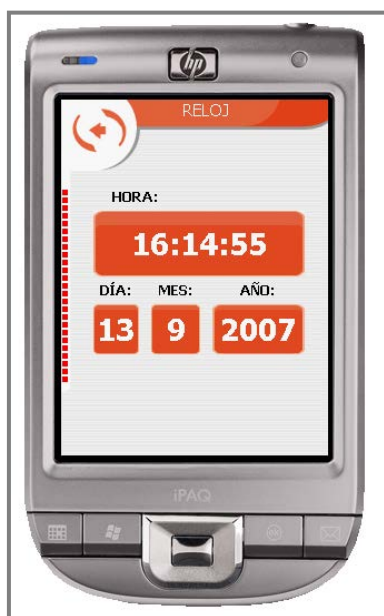 hp
RELOJ
HORA:
16:14:55
DÍA: MES: AÑO:
13 9 2007
iPAQ